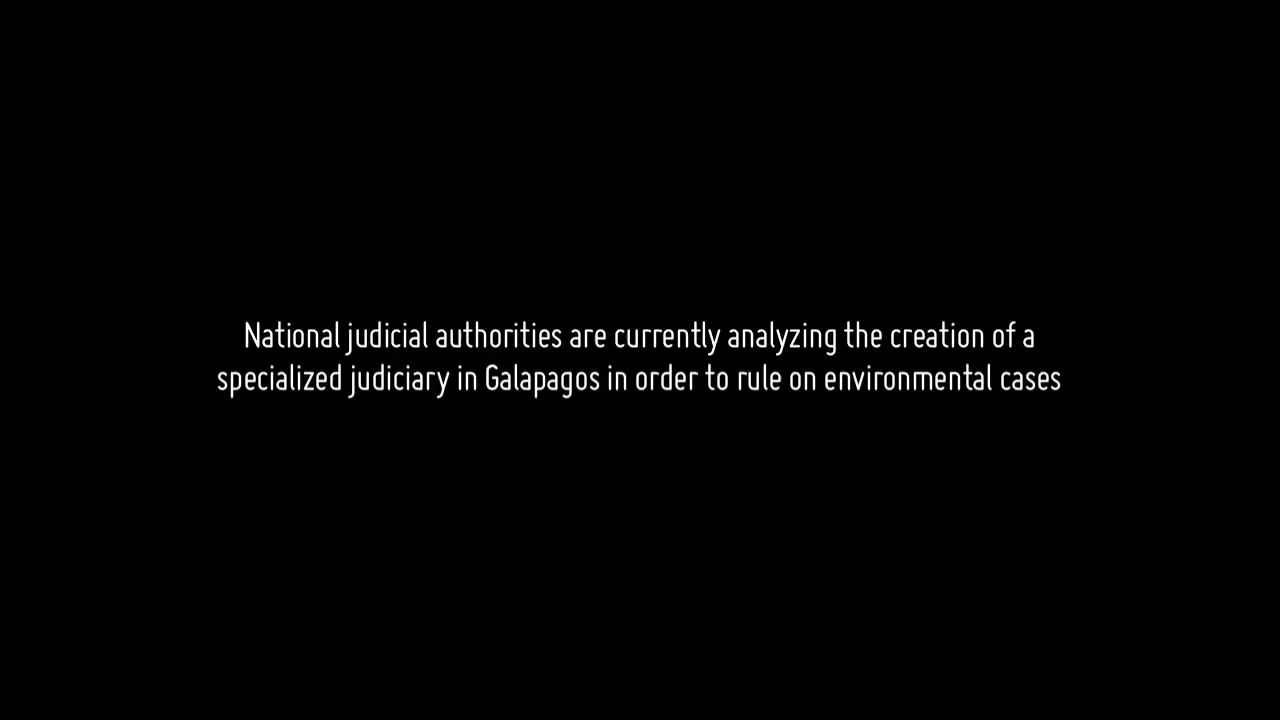 National judicial authorities are currently analyzing the creation of a
specialized judiciary in Galapagos in order to rule on environmental cases